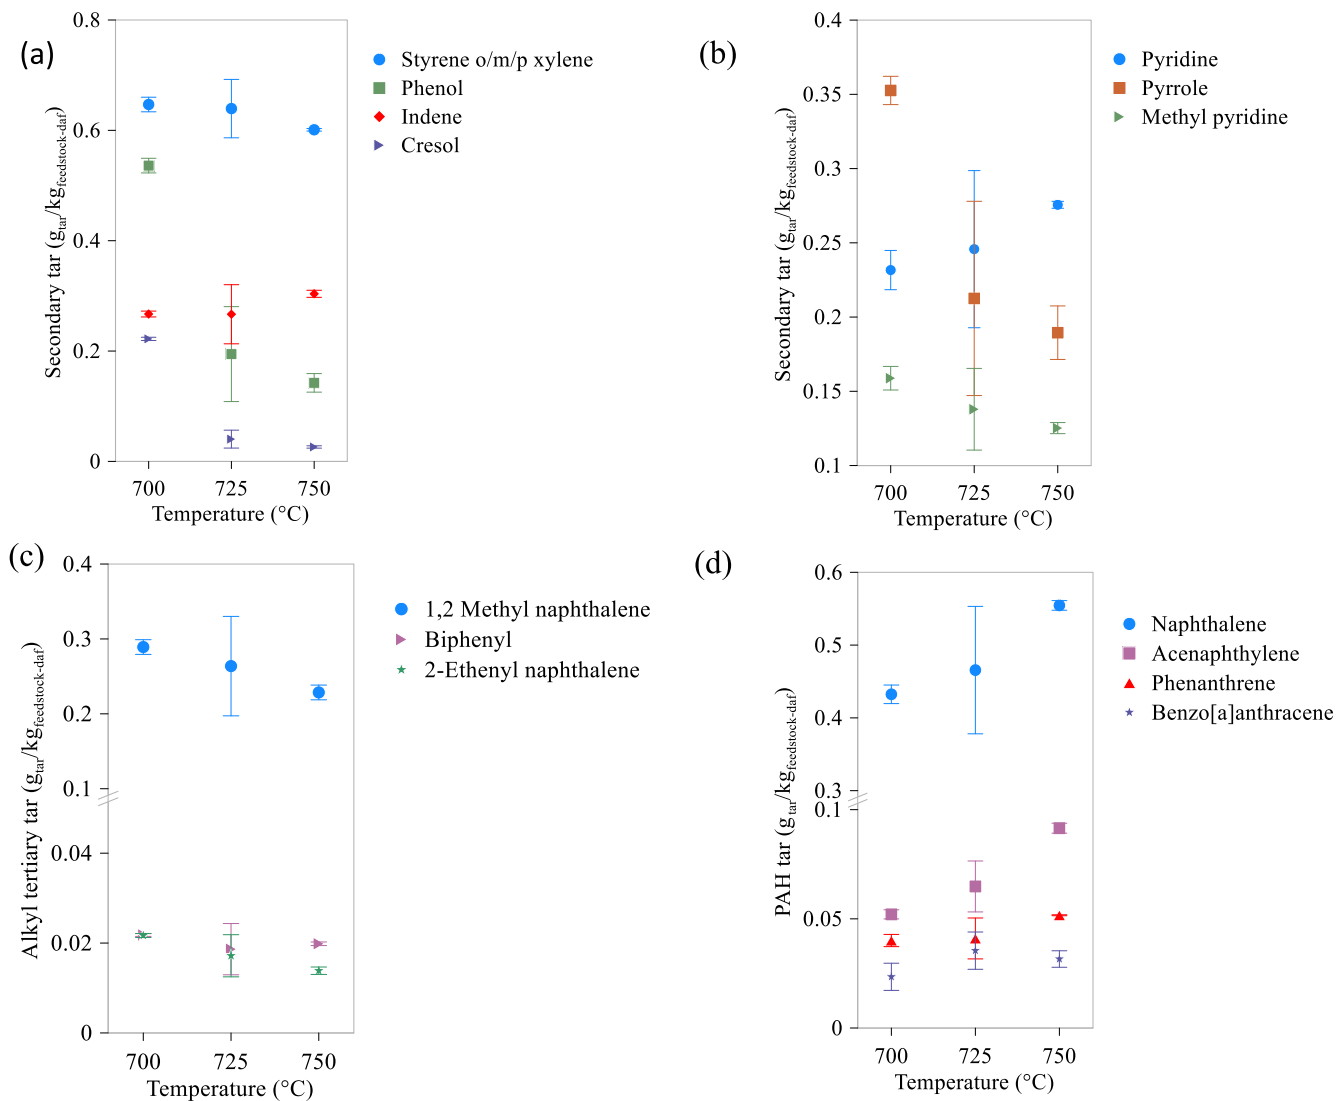 (a)
0.8
0.6
0.4
0.2
0
Secondary tar (gtar/kgfeedstock-daf)
700 725 750
Temperature (°C)
Styrene o/m/p xylene
Phenol
Indene
Cresol
(b)
0.4
0.35
0.3
0.25
0.2
0.15
0.1
Secondary tar (gtar/kgfeedstock-daf)
700 725 750
Temperature (°C)
Pyridine
Pyrrole
Methyl pyridine
(c)
0.4
0.3
0.2
0.1
0.04
0.02
0
Alkyl tertiary tar (gtar/kgfeedstock-daf)
700 725 750
Temperature (°C)
1,2 Methyl naphthalene
Biphenyl
2-Ethenyl naphthalene
(d)
0.6
0.5
0.4
0.3
0.1
0.05
0
PAH tar (gtar/kgfeedstock-daf)
700 725 750
Temperature (°C)
Naphthalene
Acenaphthylene
Phenanthrene
Benzo[a]anthracene